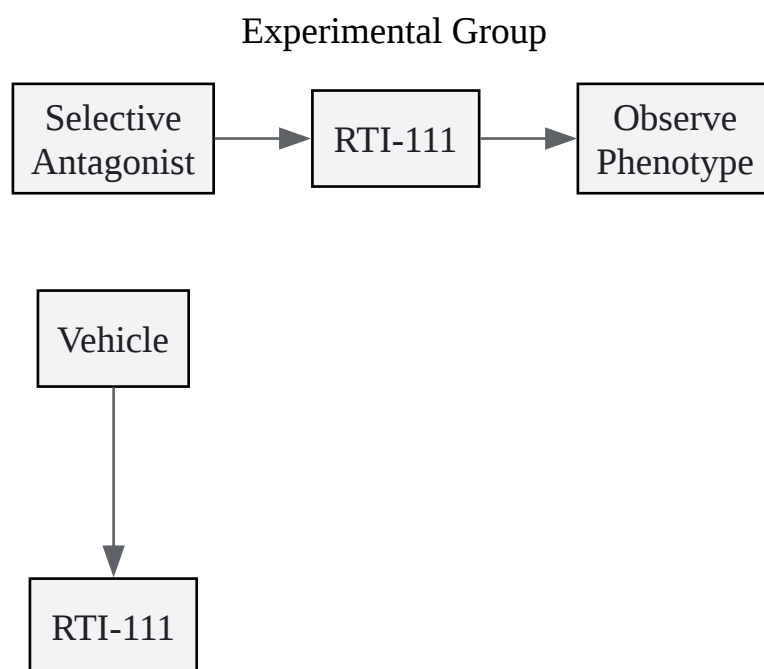 Experimental Group
Selective
Antagonist
RTI-111
Observe
Phenotype
Vehicle
RTI-111